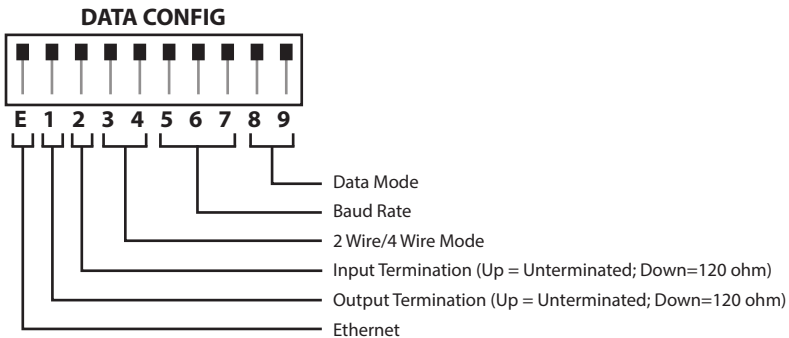 DATA CONFIG
E 1 2 3 4 5 6 7 8 9
Data Mode
Baud Rate
2 Wire/4 Wire Mode
Input Termination (Up = Unterminated; Down=120 ohm)
Output Termination (Up = Unterminated; Down=120 ohm)
Ethernet